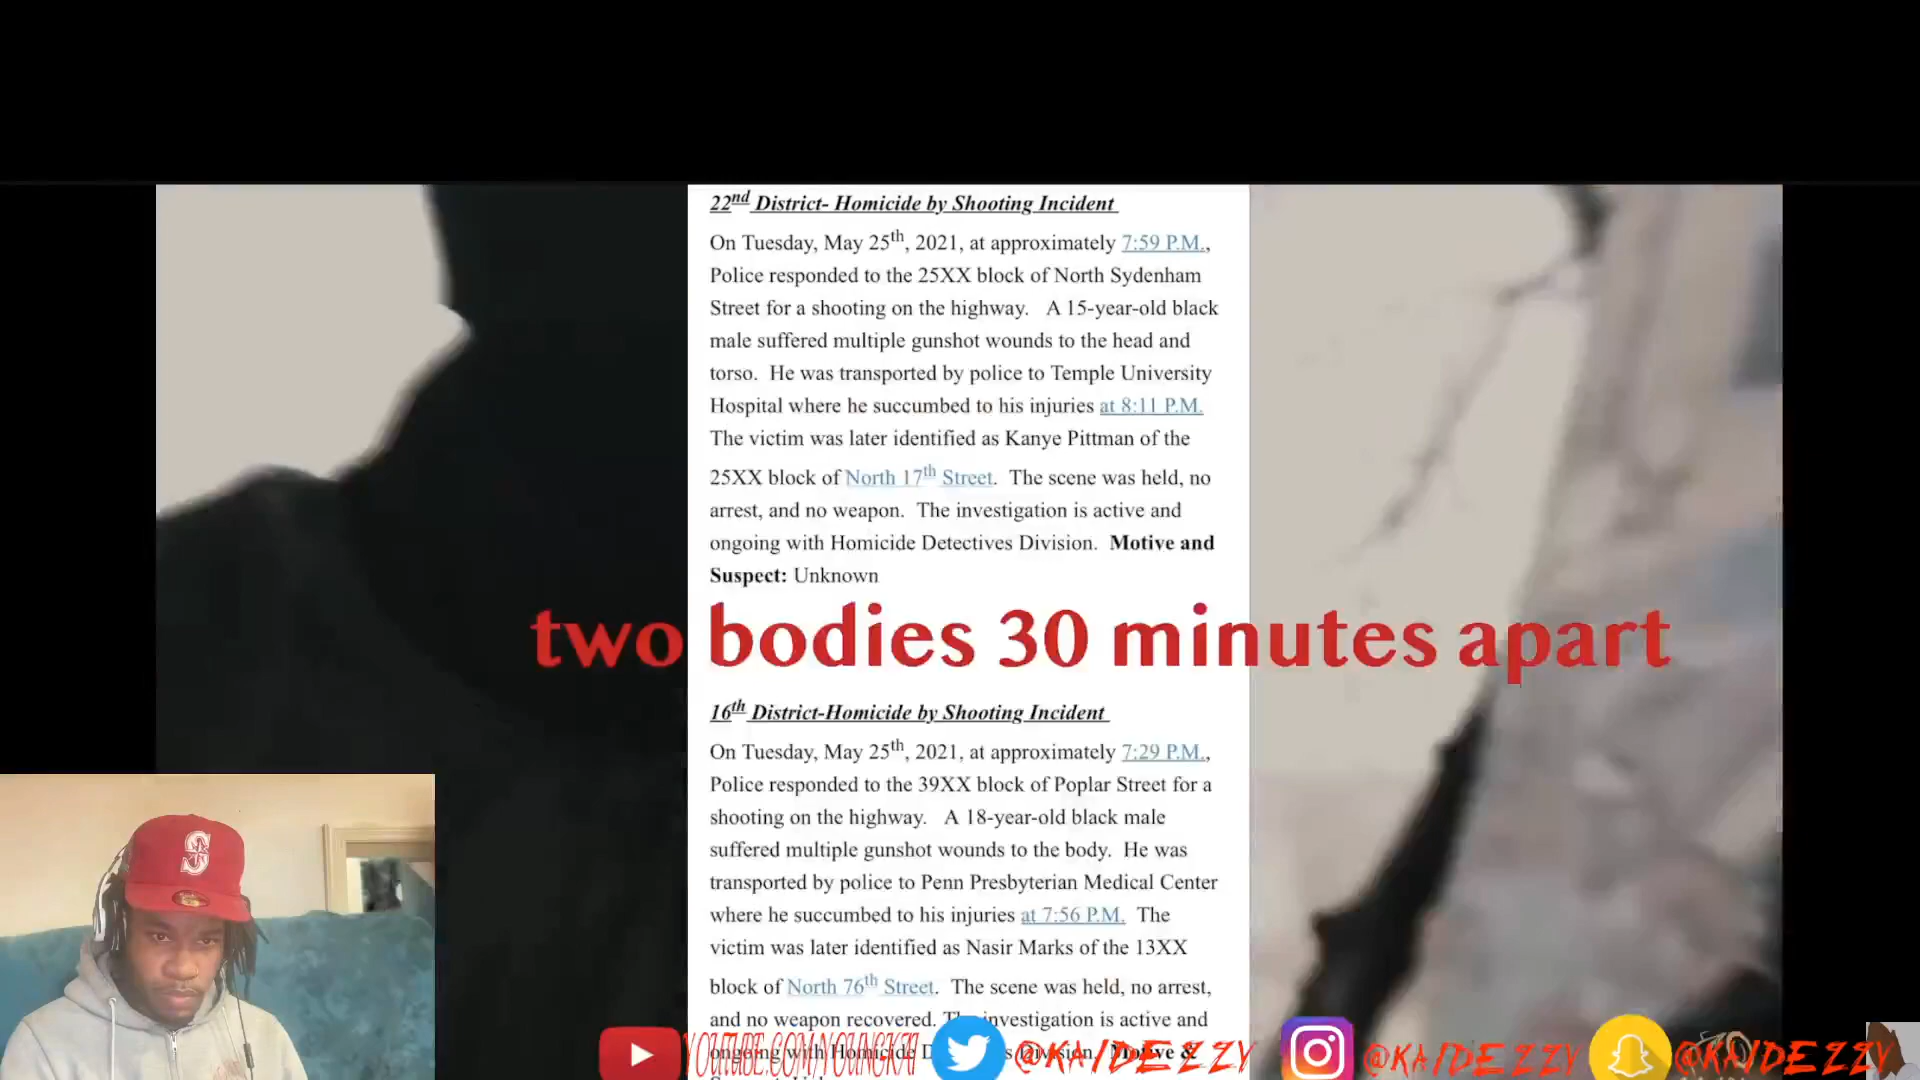 22nd District- Homicide by Shooting Incident
On Tuesday, May 25th, 2021, at approximately 7:59 P.M.,
Police responded to the 25XX block of North Sydenham
Street for a shooting on the highway. A 15-year-old black
male suffered multiple gunshot wounds to the head and
torso. He was transported by police to Temple University
Hospital where he succumbed to his injuries at 8:11 P.M.
The victim was later identified as Kanye Pittman of the
25XX block of North 17th Street. The scene was held, no
arrest, and no weapon. The investigation is active and
ongoing with Homicide Detectives Division. Motive and
Suspect: Unknown
two bodies 30 minutes apart
16th District-Homicide by Shooting Incident
On Tuesday, May 25th, 2021, at approximately 7:29 P.M.,
Police responded to the 39XX block of Poplar Street for a
shooting on the highway. A 18-year-old black male
suffered multiple gunshot wounds to the body. He was
transported by police to Penn Presbyterian Medical Center
where he succumbed to his injuries at 7:56 P.M. The
victim was later identified as Nasir Marks of the 13XX
block of North 76th Street. The scene was held, no arrest,
and no weapon recovered. investigation is active and
ongoing with Homicide
S
YOUTUBE.COM/YOUNGKAI @KAIDEZZY @KAIDEZZY @KAIDEZZY